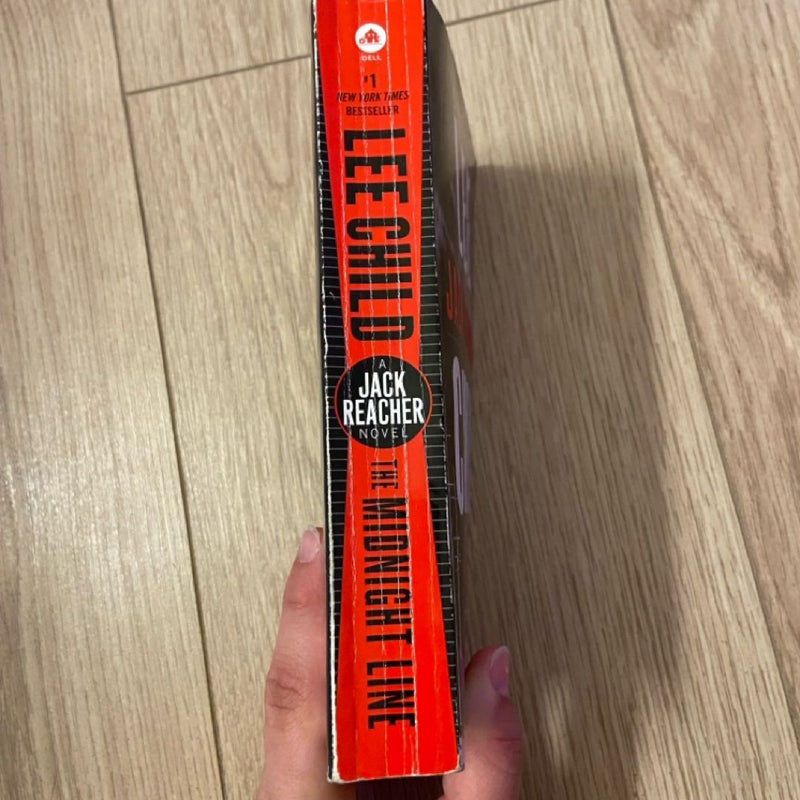 DELL
#1
NEW YORK TIMES
BESTSELLER
LEE CHILD
A
JACK
REACHER
NOVEL
THE MIDNIGHT LINE